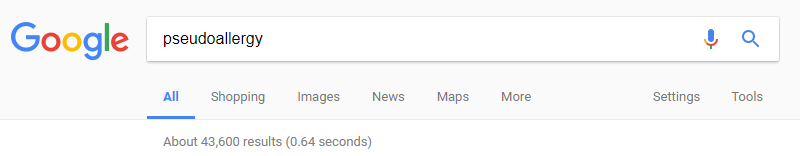 Google pseudoallergy
All Shopping Images News Maps More Settings Tools
About 43,600 results (0.64 seconds)